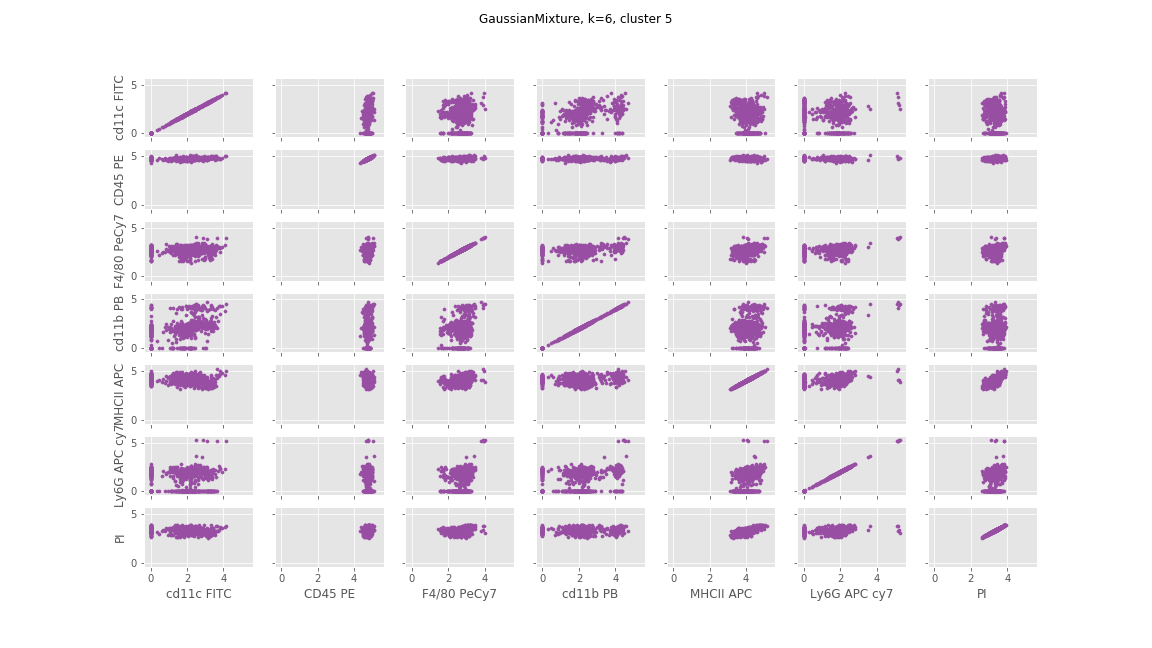 GaussianMixture, k=6, cluster 5
cd11c FITC
5
0
0 2 4
CD45 PE
5
0
0 2 4
F4/80 PeCy7
5
0
0 2 4
cd11b PB
5
0
0 2 4
MHCII APC
5
0
0 2 4
Ly6G APC cy7
5
0
0 2 4
PI
5
0
0 2 4
cd11c FITC
CD45 PE
F4/80 PeCy7
cd11b PB
MHCII APC
Ly6G APC cy7
PI